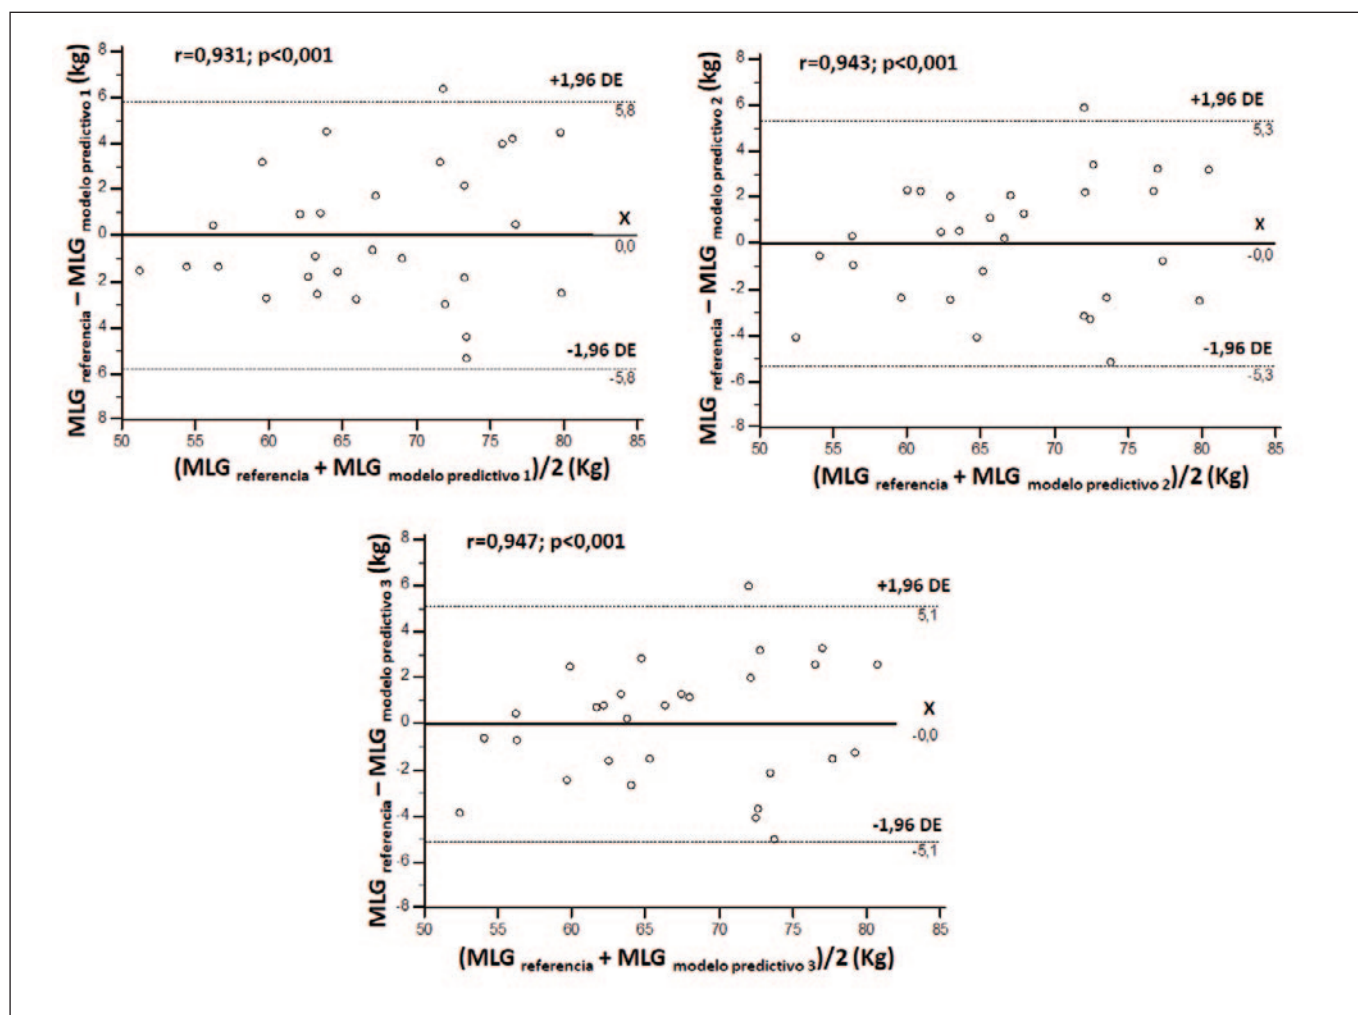 r=0,931; p<0,001
MLG referencia – MLG modelo predictivo 1 (kg)
8
6
4
2
0
2
4
6
8
+1,96 DE
5,8
X
0,0
-1,96 DE
-5,8
50 55 60 65 70 75 80 85
(MLG referencia + MLG modelo predictivo 1)/2 (Kg)
r=0,943; p<0,001
MLG referencia – MLG modelo predictivo 2 (kg)
8
6
4
2
0
-2
-4
-6
-8
+1,96 DE
5,3
X
-0,0
-1,96 DE
-5,3
50 55 60 65 70 75 80 85
(MLG referencia + MLG modelo predictivo 2)/2 (Kg)
r=0,947; p<0,001
MLG referencia – MLG modelo predictivo 3 (kg)
8
6
4
2
0
-2
-4
-6
-8
+1,96 DE
5,1
X
-0,0
-1,96 DE
-5,1
50 55 60 65 70 75 80 85
(MLG referencia + MLG modelo predictivo 3)/2 (Kg)